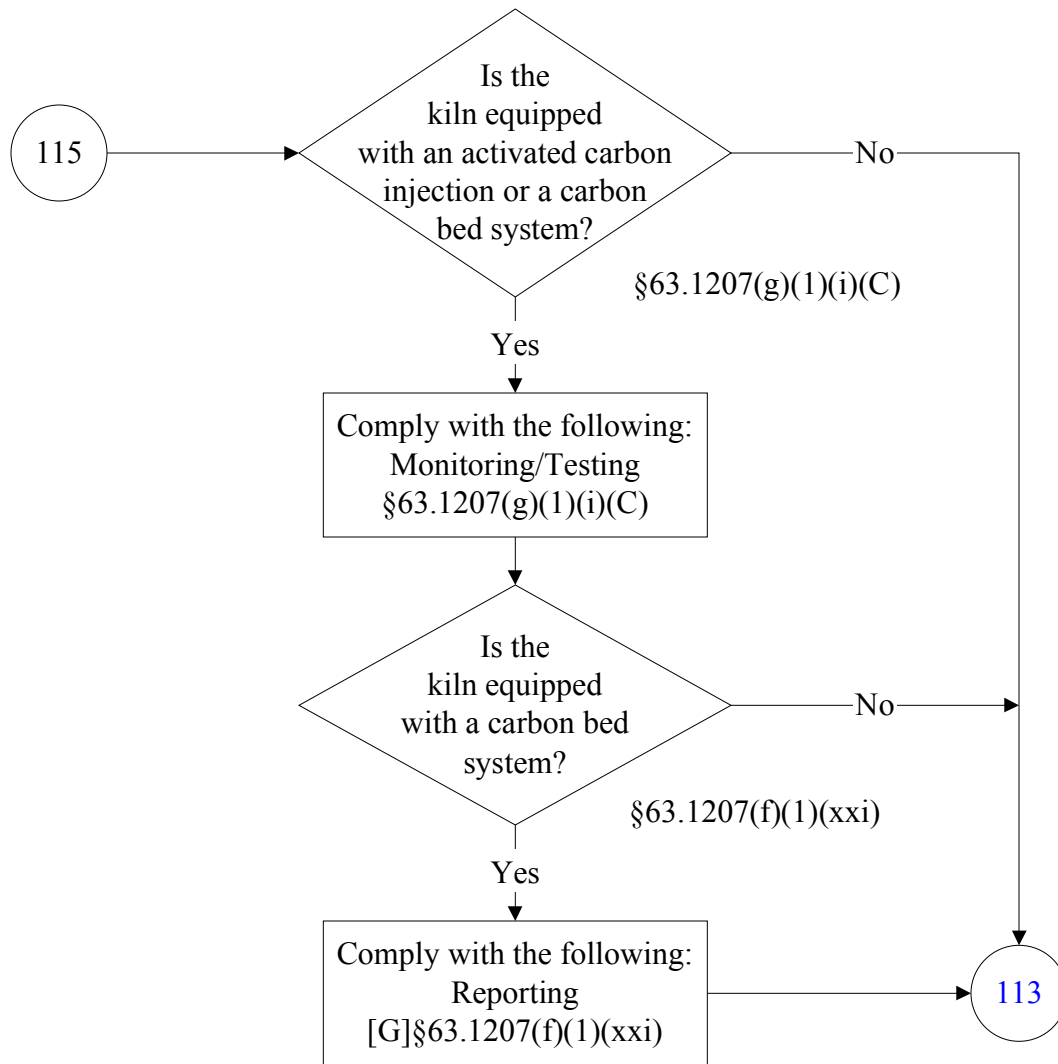 Is the
kiln equipped
with an activated carbon
injection or a carbon
bed system?
115
No
§63.1207(g)(1)(i)(C)
Yes
Comply with the following:
Monitoring/Testing
§63.1207(g)(1)(i)(C)
Is the
kiln equipped
with a carbon bed
system?
No
§63.1207(f)(1)(xxi)
Yes
Comply with the following:
Reporting
[G]§63.1207(f)(1)(xxi)
113